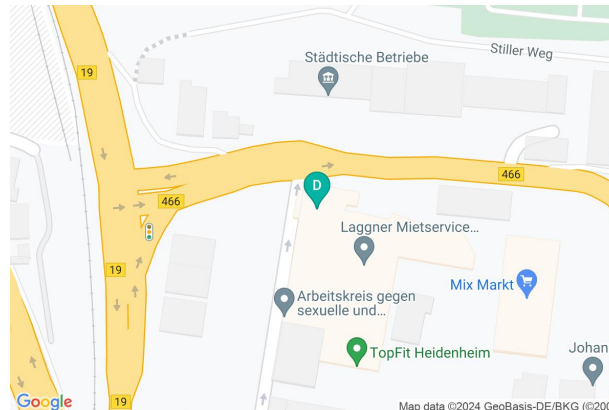 Stiller Weg
Städtische Betriebe
19
466
D
466
Laggner Mietservice...
19
Mix Markt
Arbeitskreis gegen
sexuelle und...
TopFit Heidenheim
Johan
19
Google
Map data ©2024 GeoBasis-DE/BKG (©200